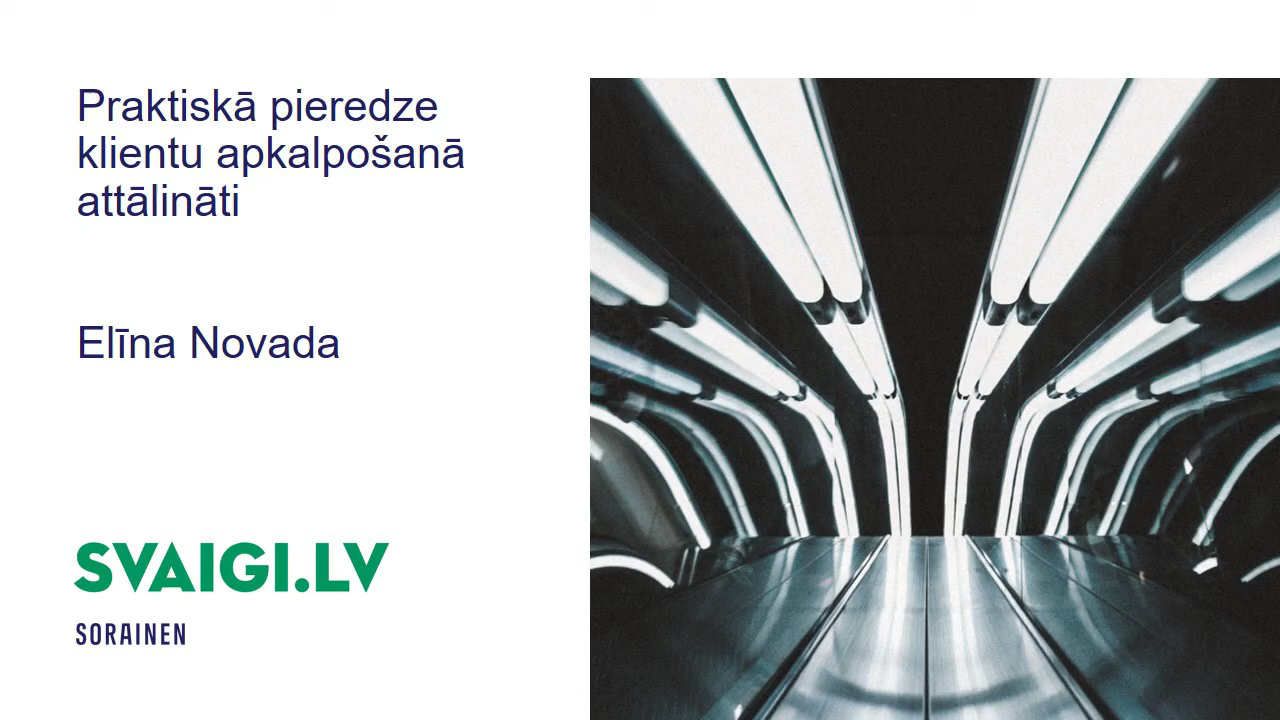 Praktiskā pieredze
klientu apkalpošanā
attālināti
Elīna Novada
SVAIGI.LV
SORAINEN